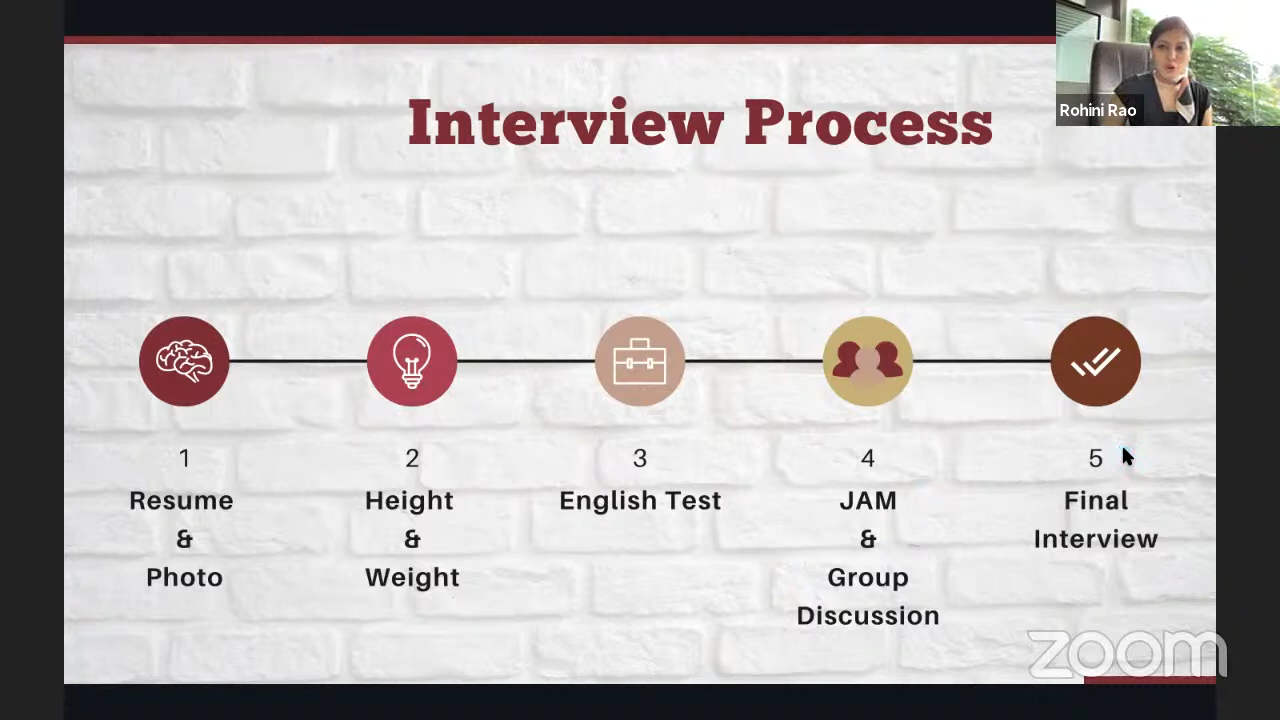 Interview Process
Rohini Rao
1
Resume
&
Photo
2
Height
&
Weight
3
English Test
4
JAM
&
Group
Discussion
5
Final
Interview
zoom